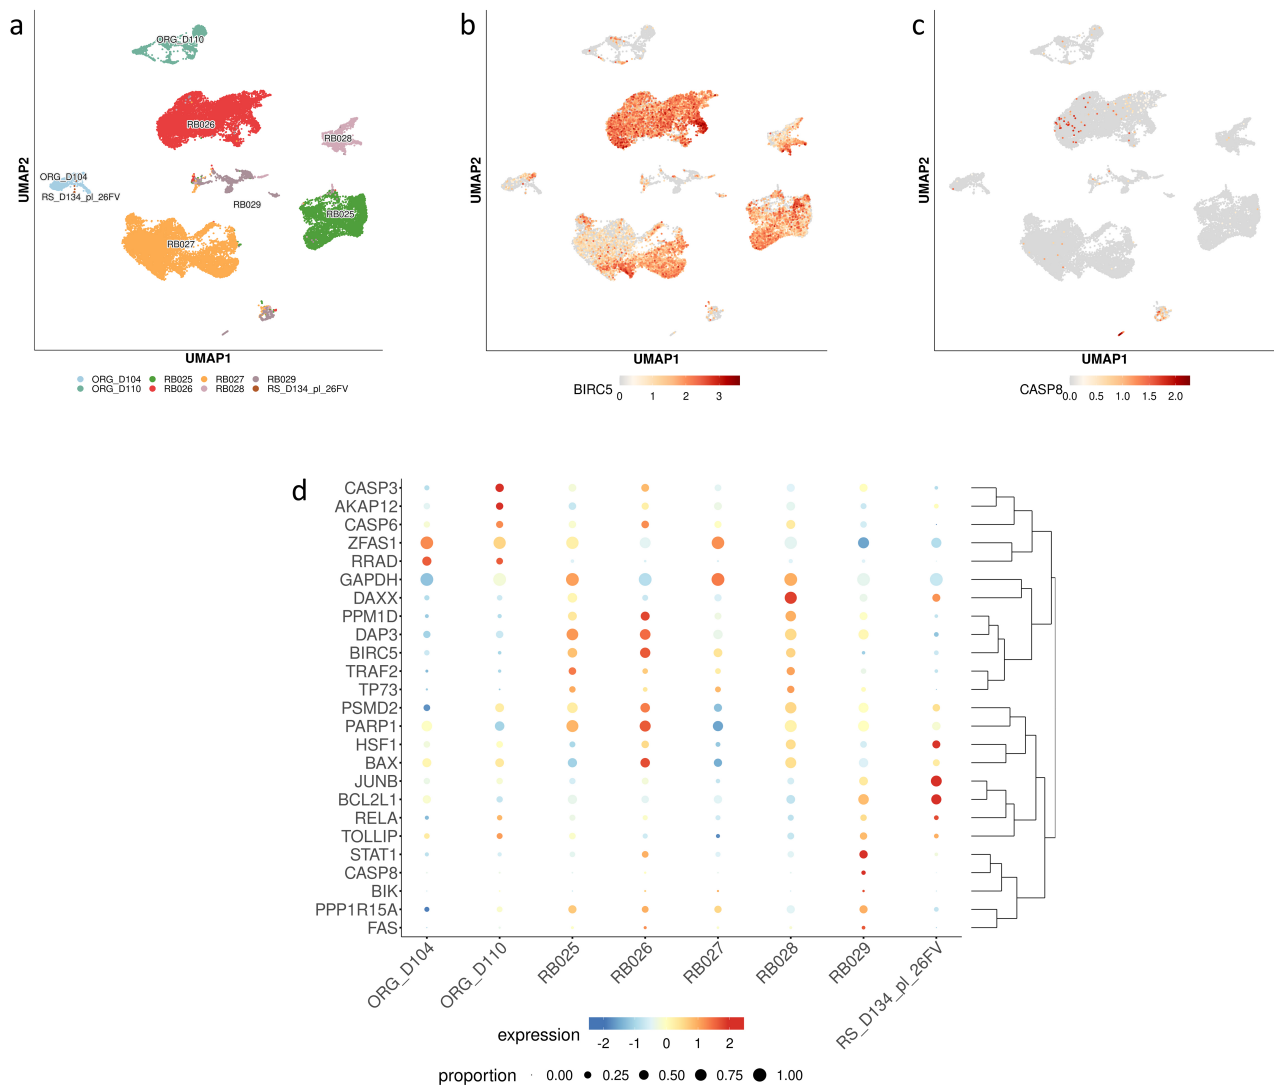 a
ORG_D110
RB026
RB028
ORG_D104
RS_D134_pl_26FV
RB029
RB025
RB027
UMAP2
UMAP1
ORG_D104 RB025 RB027 RB029
ORG_D110 RB026 RB028 RS_D134_pl_26FV
b
UMAP1
BIRC5
0 1 2 3
c
UMAP2
UMAP1
CASP8
0.0 0.5 1.0 1.5 2.0
d
CASP3
AKAP12
CASP6
ZFAS1
RRAD
GAPDH
DAXX
PPM1D
DAP3
BIRC5
TRAF2
TP73
PSMD2
PARP1
HSF1
BAX
JUNB
BCL2L1
RELA
TOLLIP
STAT1
CASP8
BIK
PPP1R15A
FAS
ORG_D104
ORG_D110
RB025
RB026
RB027
RB028
RB029
RS_D134_pl_26FV
expression
-2 -1 0 1 2
proportion 0.00 0.25 0.50 0.75 1.00